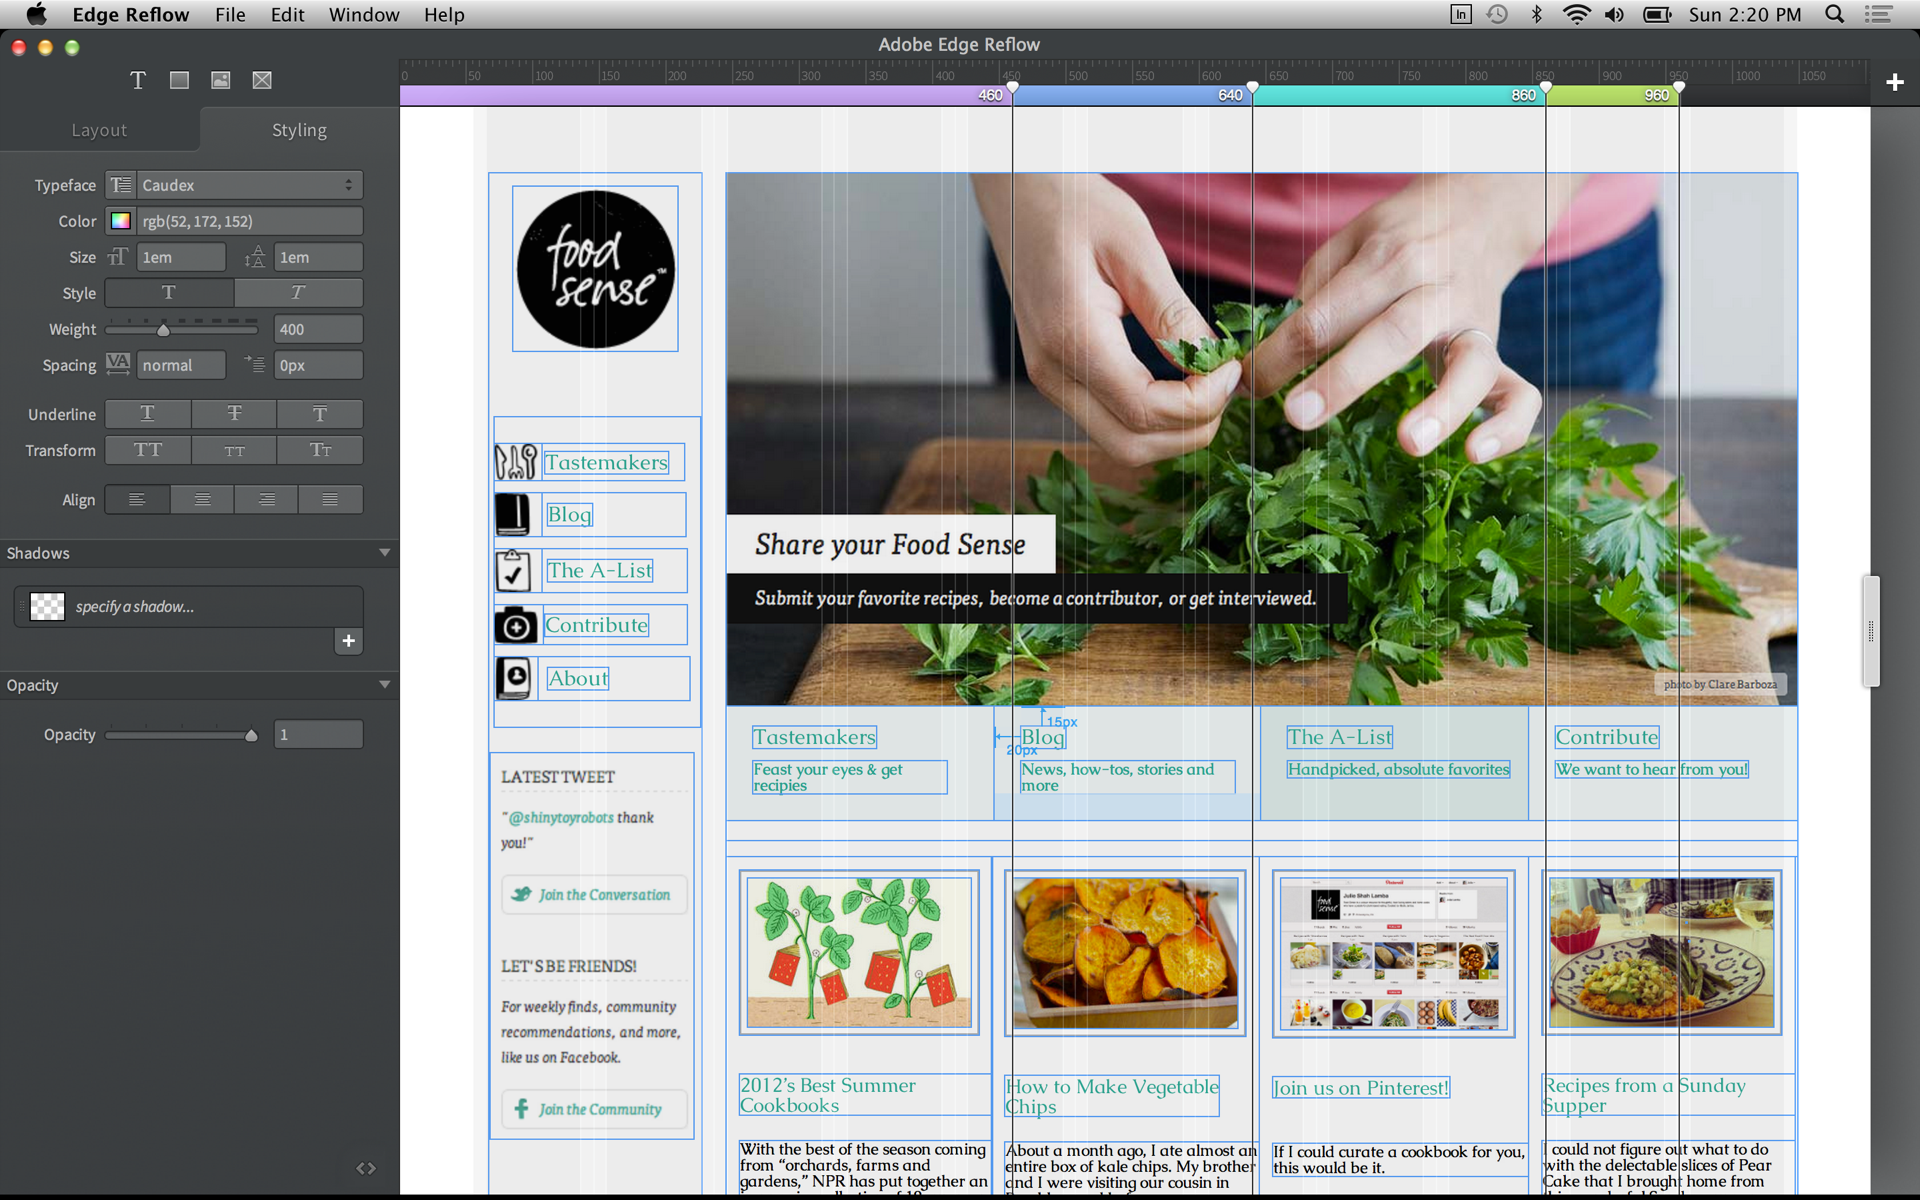 Edge Reflow File Edit Window Help
Sun 2:20 PM
Adobe Edge Reflow
0 50 100 150 200 250 300 350 400 450 500 550 600 650 700 750 800 850 900 950 1000 1050
460 640 860 960
Layout Styling
Typeface Caudex
Color rgb(52, 172, 152)
Size 1em 1em
Style T T
Weight 400
Spacing VA normal 0px
Underline T T T
Transform TT TT TT
Align
Shadows
specify a shadow...
Opacity
Opacity 1
food
sense™
Tastemakers
Blog
The A-List
Contribute
About
LATEST TWEET
"@shinytoyrobots thank
you!"
Join the Conversation
LET'S BE FRIENDS!
For weekly finds, community
recommendations, and more,
like us on Facebook.
Join the Community
Share your Food Sense
Submit your favorite recipes, become a contributor, or get interviewed.
photo by Clare Barboza
Tastemakers
Feast your eyes & get
recipies
15px
20px
Blog
News, how-tos, stories and
more
The A-List
Handpicked, absolute favorites
Contribute
We want to hear from you!
2012's Best Summer
Cookbooks
With the best of the season coming
from “orchards, farms and
gardens,” NPR has put together an
How to Make Vegetable
Chips
About a month ago, I ate almost an
entire box of kale chips. My brother
and I were visiting our cousin in
Join us on Pinterest!
If I could curate a cookbook for you,
this would be it.
Recipes from a Sunday
Supper
I could not figure out what to do
with the delectable slices of Pear
Cake that I brought home from